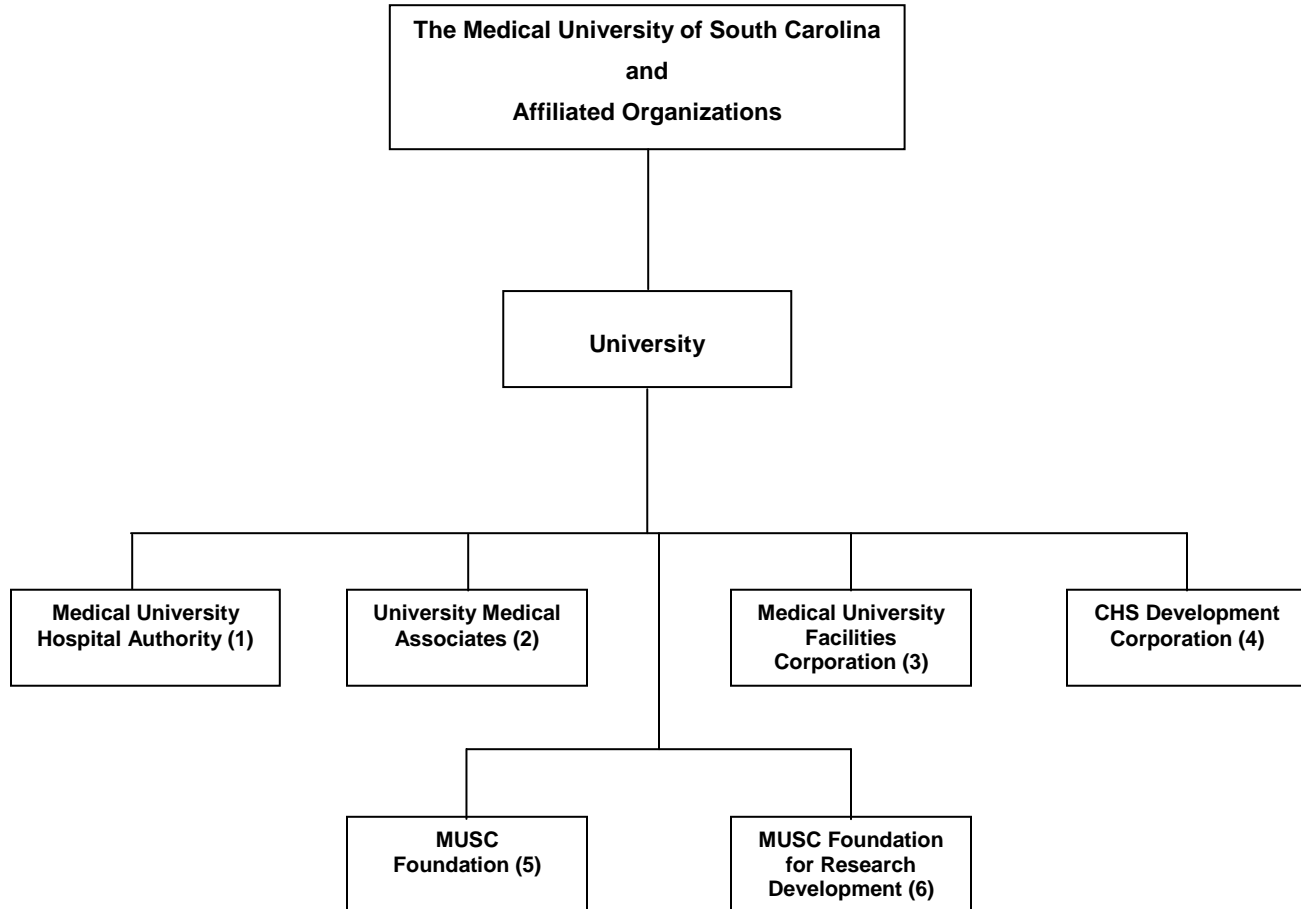 The Medical University of South Carolina
and
Affiliated Organizations
University
Medical University
Hospital Authority (1)
University Medical
Associates (2)
Medical University
Facilities
Corporation (3)
CHS Development
Corporation (4)
MUSC
Foundation (5)
MUSC Foundation
for Research
Development (6)